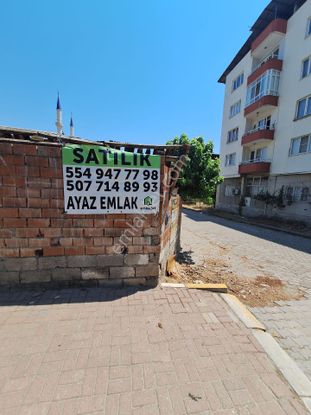 SATILIK
554 947 77 98
507 714 89 93
AYAZ EMLAK